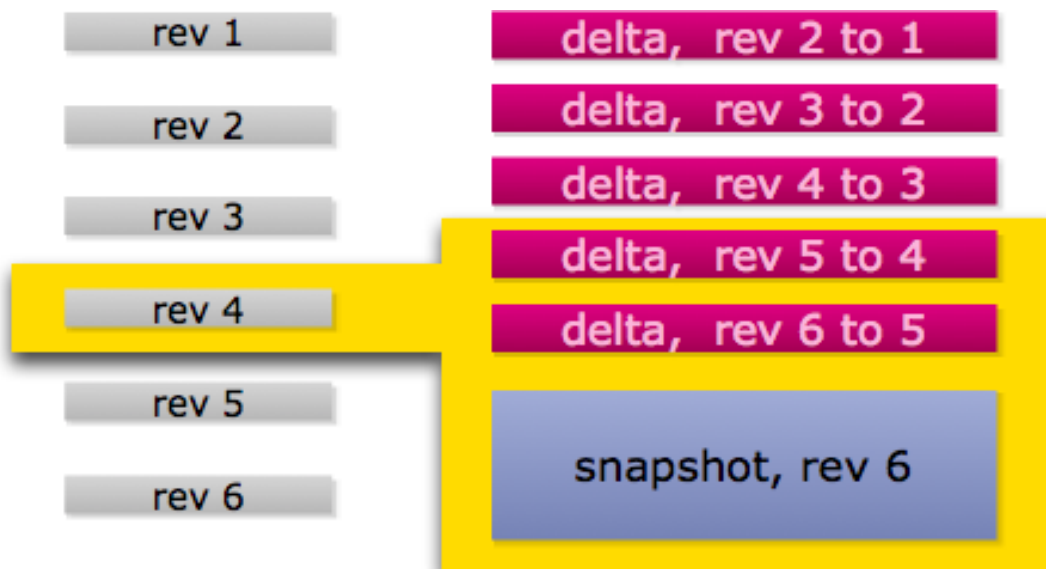 rev 1
rev 2
rev 3
rev 4
rev 5
rev 6
delta, rev 2 to 1
delta, rev 3 to 2
delta, rev 4 to 3
delta, rev 5 to 4
delta, rev 6 to 5
snapshot, rev 6